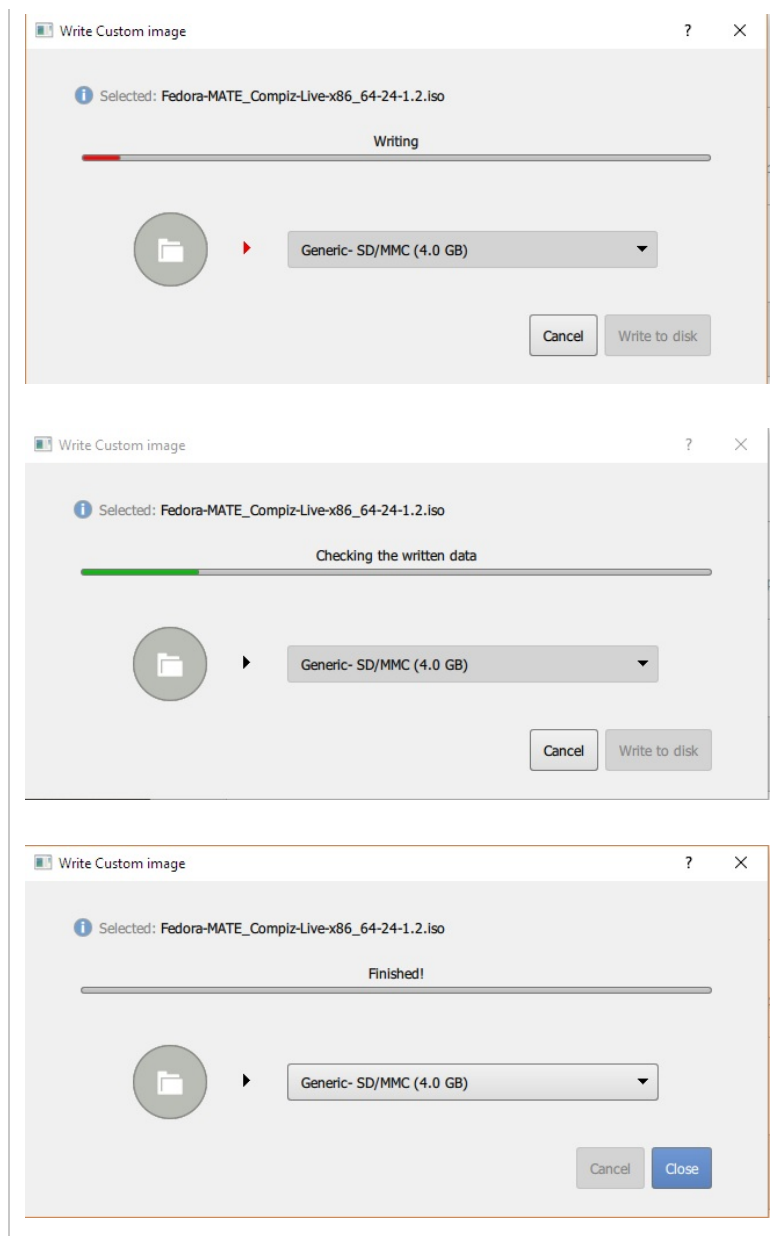 Write Custom image ?
Selected: Fedora-MATE_Compiz-Live-x86_64-24-1.2.iso
Writing
Generic- SD/MMC (4.0 GB)
Cancel Write to disk
Write Custom image ?
Selected: Fedora-MATE_Compiz-Live-x86_64-24-1.2.iso
Checking the written data
Generic- SD/MMC (4.0 GB)
Cancel Write to disk
Write Custom image ?
Selected: Fedora-MATE_Compiz-Live-x86_64-24-1.2.iso
Finished!
Generic- SD/MMC (4.0 GB)
Cancel Close